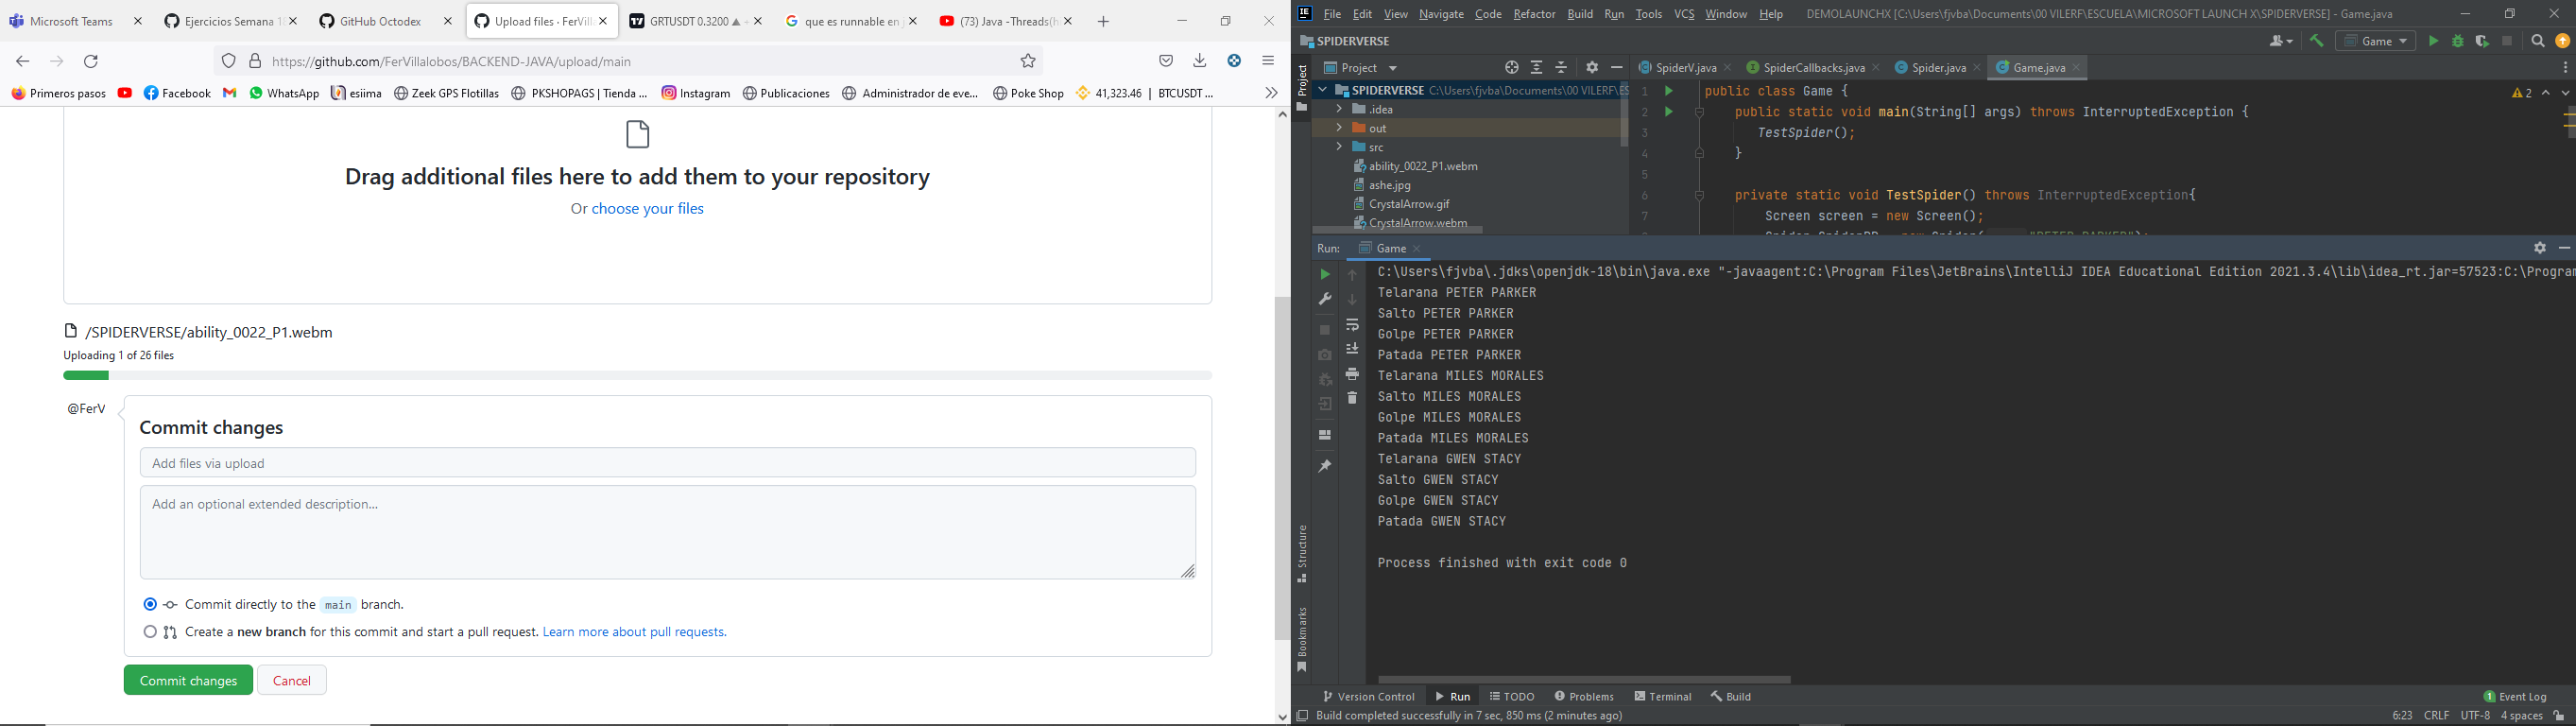 Microsoft Teams
Ejercicios Semana 1
GitHub Octodex
Upload files · FerVilla
GRTUSDT 0.3200 ▲
que es runnable en j
(73) Java -Threads(h
https://github.com/FerVillalobos/BACKEND-JAVA/upload/main
Primeros pasos
Facebook
WhatsApp
esiima
Zeek GPS Flotillas
PKSHOPAGS | Tienda ...
Instagram
Publicaciones
Administrador de eve...
Poke Shop
41,323.46 | BTCUSDT ...
Drag additional files here to add them to your repository
Or choose your files
/SPIDERVERSE/ability_0022_P1.webm
Uploading 1 of 26 files
@FerV
Commit changes
Add files via upload
Add an optional extended description...
Commit directly to the main branch.
Create a new branch for this commit and start a pull request. Learn more about pull requests.
Commit changes
Cancel
File Edit View Navigate Code Refactor Build Run Tools VCS Window Help DEMOLAUNCHX [C:\Users\fjvba\Documents\00 VILERF\ESCUELA\MICROSOFT LAUNCH X\SPIDERVERSE] - Game.java
SPIDERVERSE
Game
Project
SpiderV.java
SpiderCallbacks.java
Spider.java
Game.java
Project
SPIDERVERSE C:\Users\fjvba\Documents\00 VILERF\ES
.idea
out
src
ability_0022_P1.webm
ashe.jpg
CrystalArrow.gif
CrystalArrow.webm
2
1 public class Game {
2 public static void main(String[] args) throws InterruptedException {
3 TestSpider();
4 }
5
6 private static void TestSpider() throws InterruptedException{
7 Screen screen = new Screen();
Run: Game
C:\Users\fjvba\.jdks\openjdk-18\bin\java.exe "-javaagent:C:\Program Files\JetBrains\IntelliJ IDEA Educational Edition 2021.3.4\lib\idea_rt.jar=57523:C:\Program
Telarana PETER PARKER
Salto PETER PARKER
Golpe PETER PARKER
Patada PETER PARKER
Telarana MILES MORALES
Salto MILES MORALES
Golpe MILES MORALES
Patada MILES MORALES
Telarana GWEN STACY
Salto GWEN STACY
Golpe GWEN STACY
Patada GWEN STACY
Process finished with exit code 0
Structure
Bookmarks
Version Control
Run
TODO
Problems
Terminal
Build
1 Event Log
Build completed successfully in 7 sec, 850 ms (2 minutes ago)
6:23 CRLF UTF-8 4 spaces